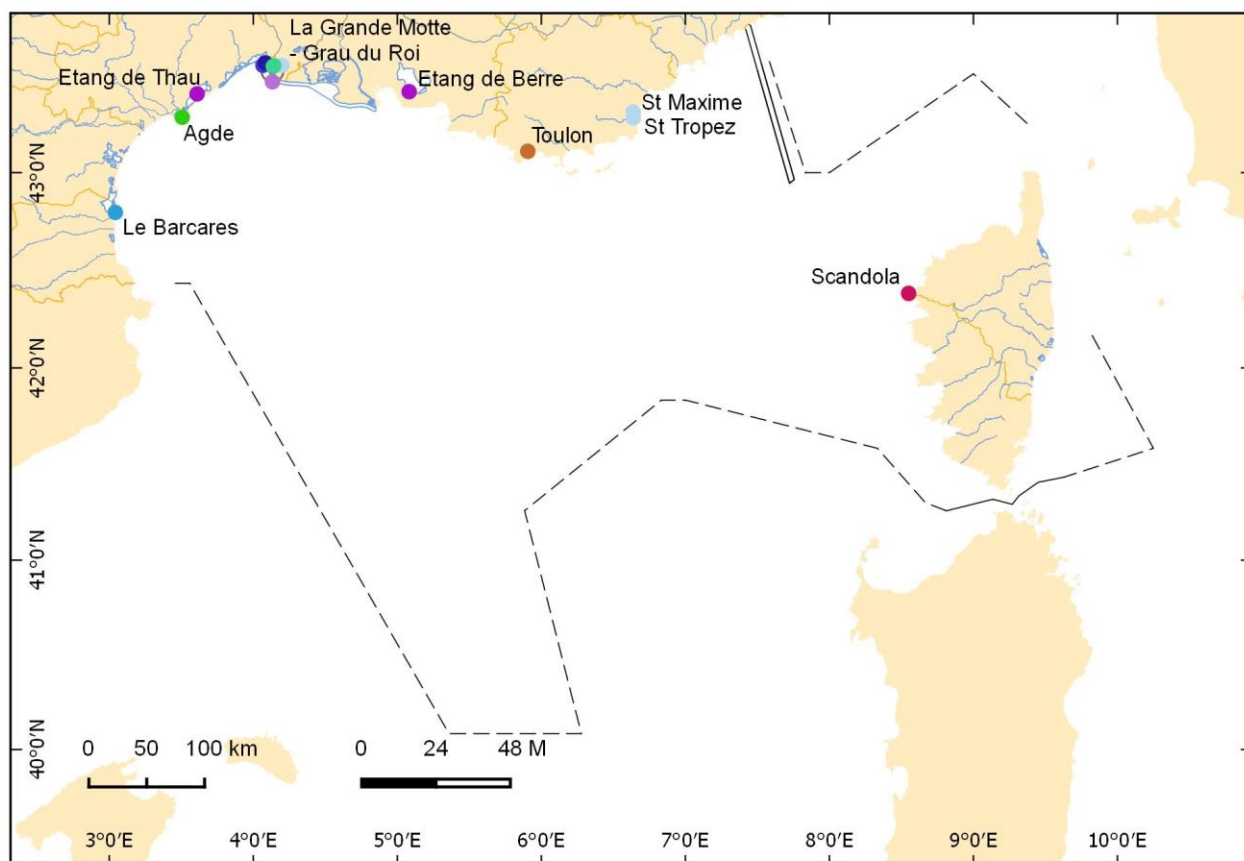 La Grande Motte
- Grau du Roi
Etang de Thau
Etang de Berre
St Maxime
St Tropez
Agde
Toulon
Le Barcares
Scandola
43°0'N
42°0'N
41°0'N
40°0'N
0 50 100 km
0 24 48 M
3°0'E 4°0'E 5°0'E 6°0'E 7°0'E 8°0'E 9°0'E 10°0'E